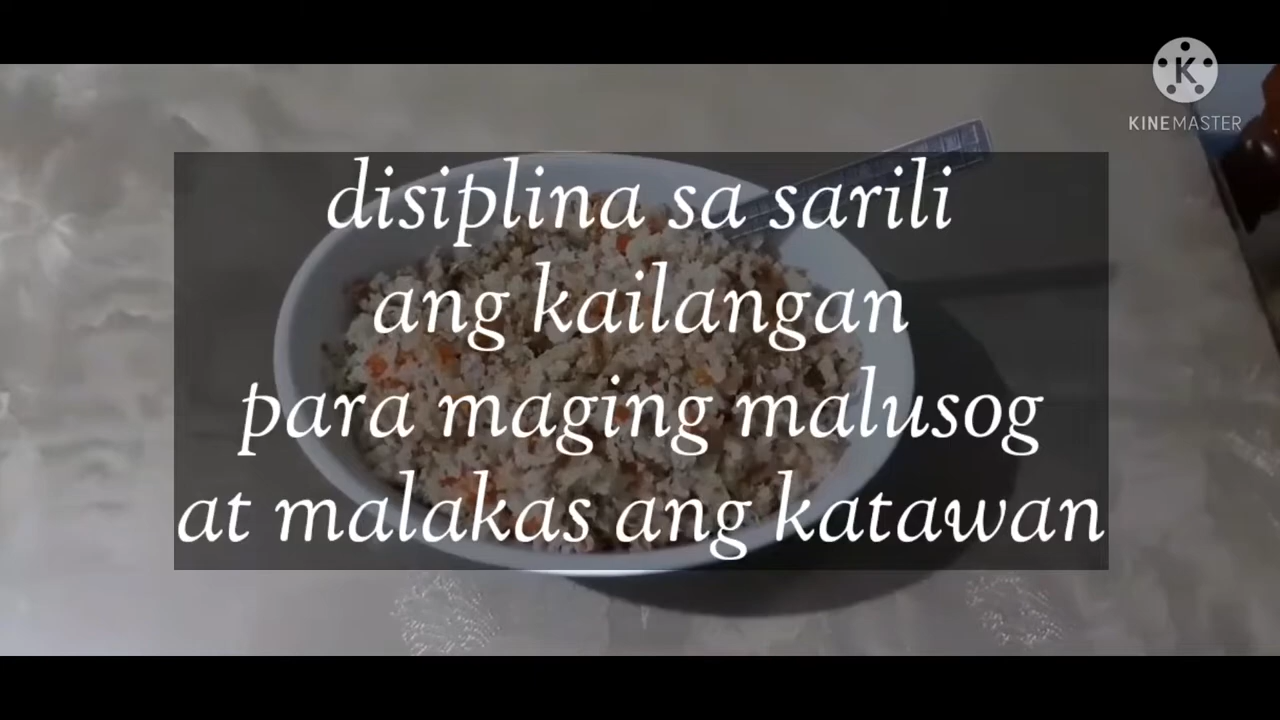 KINEMASTER
disiplina sa sarili
ang kailangan
para maging malusog
at malakas ang katawan